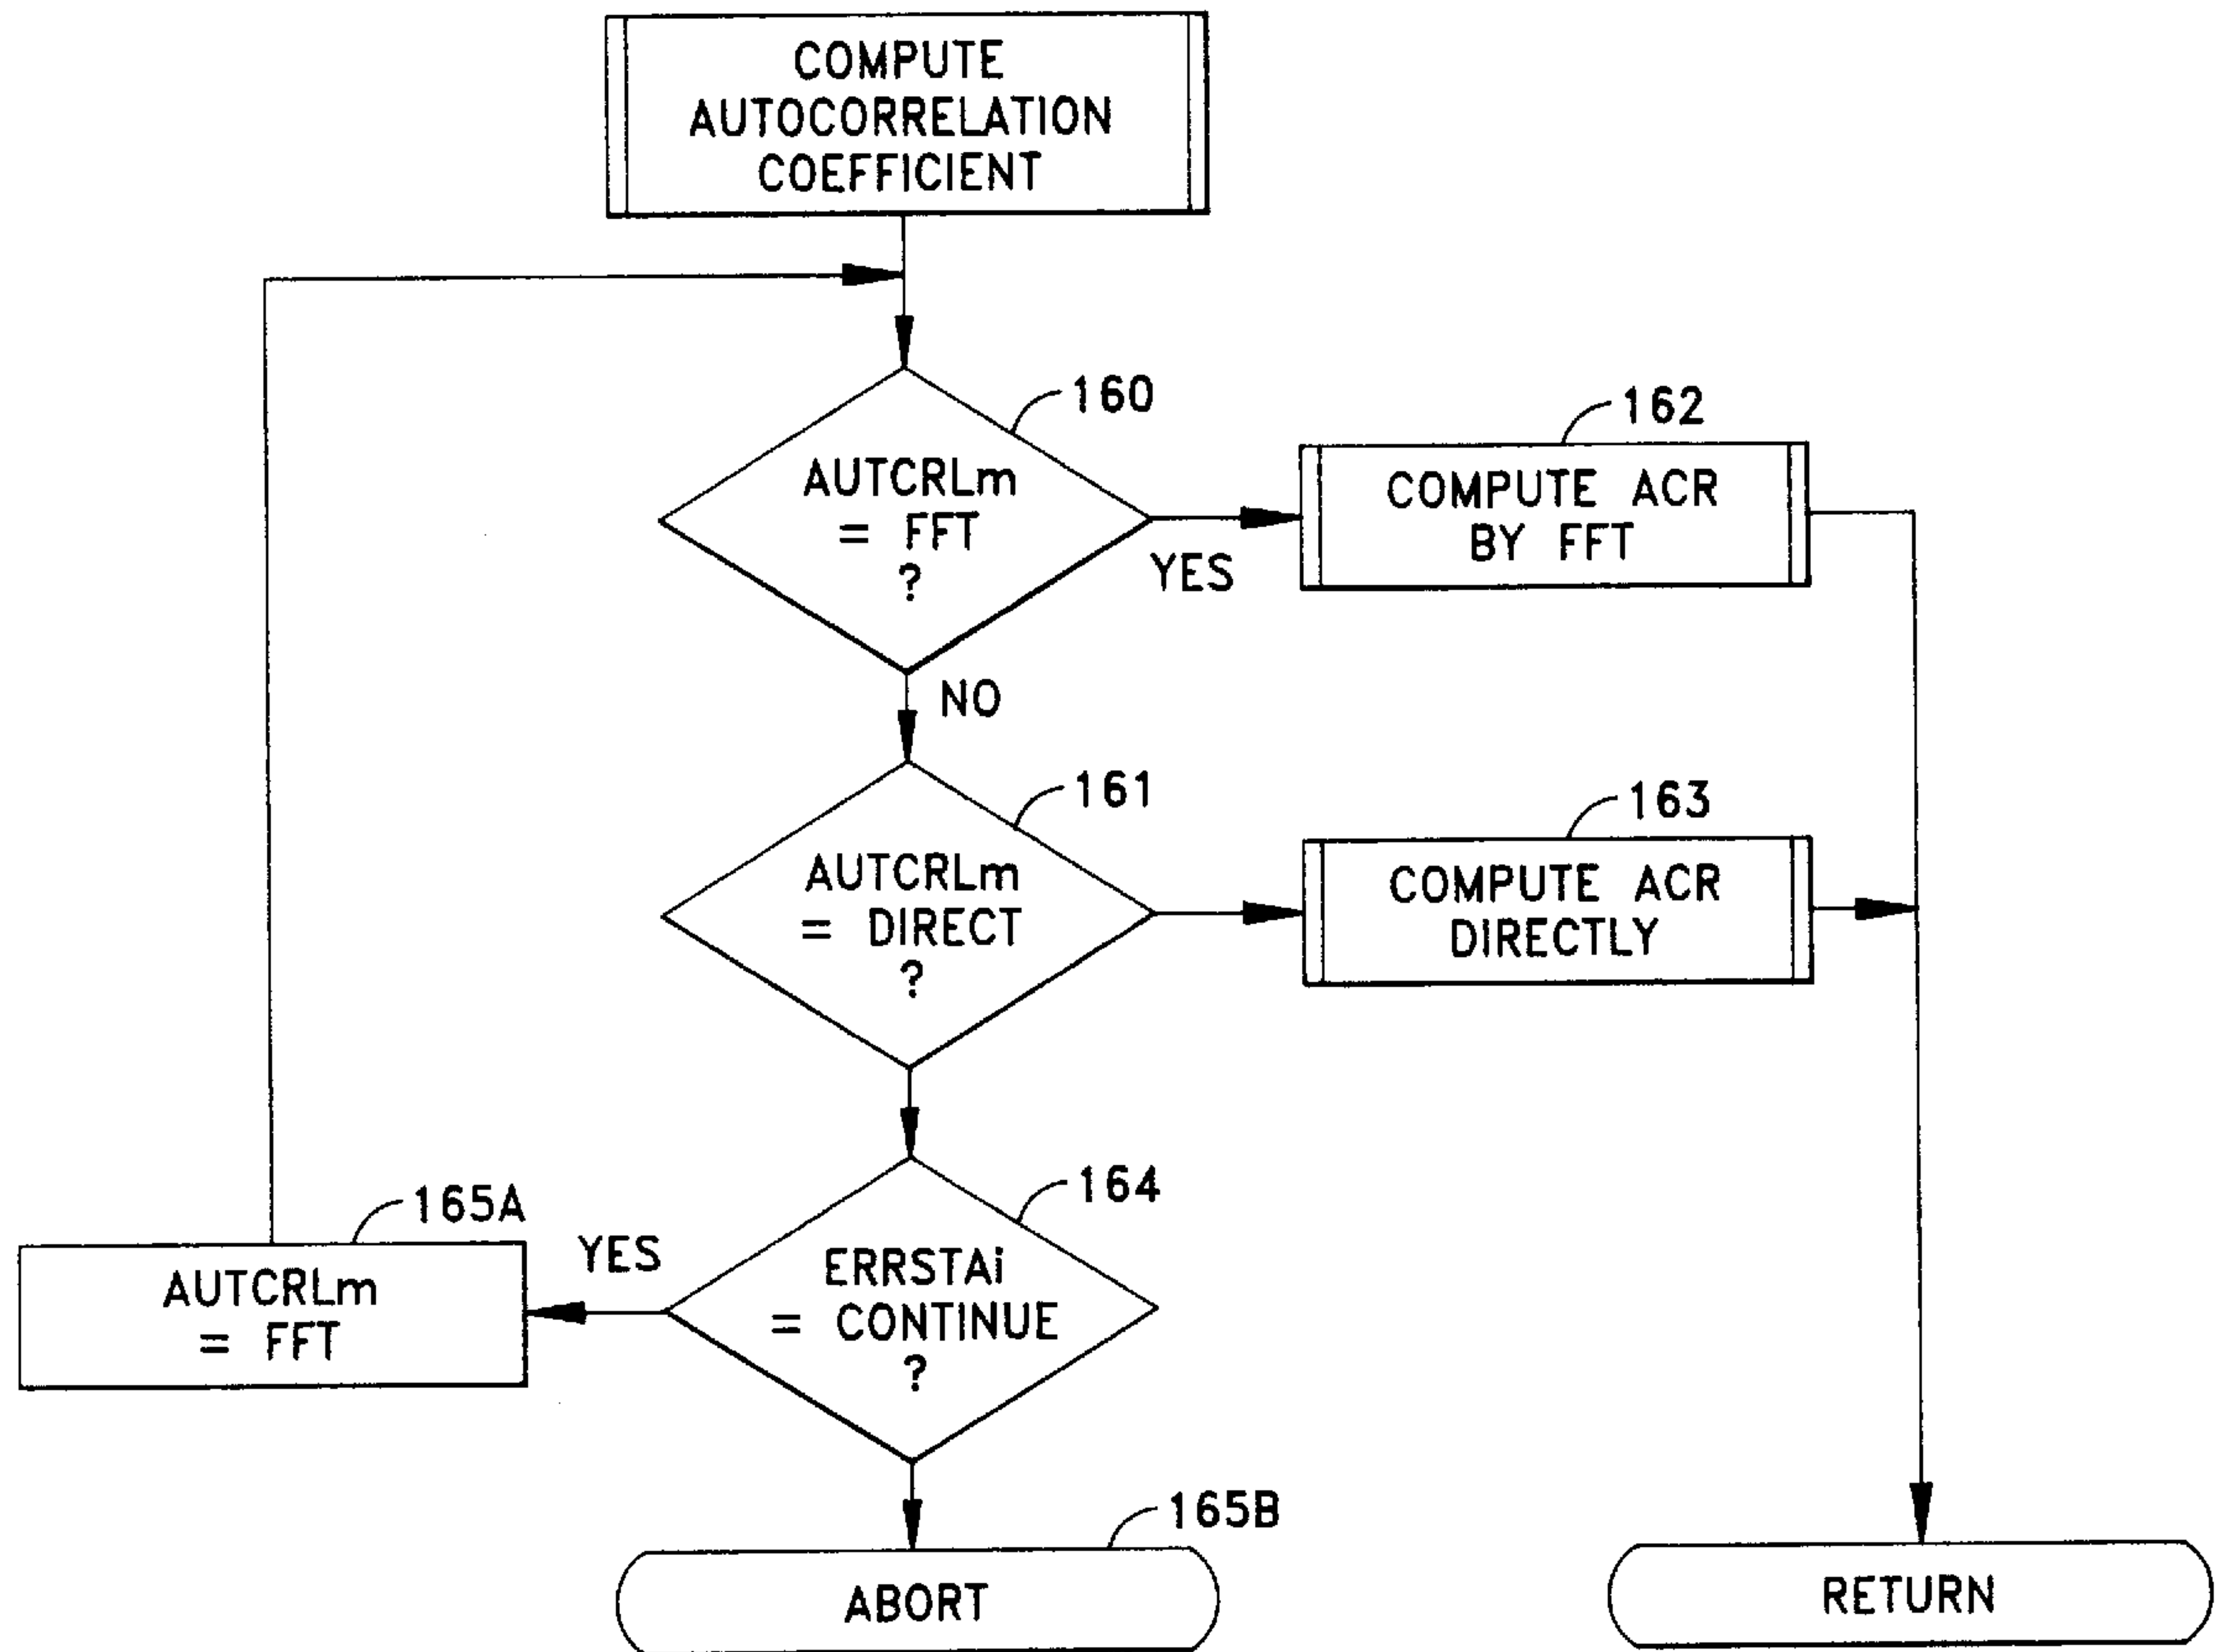 COMPUTE
AUTOCORRELATION
COEFFICIENT
160
AUTCRLm
= FFT
?
YES
162
COMPUTE ACR
BY FFT
NO
161
AUTCRLm
= DIRECT
?
163
COMPUTE ACR
DIRECTLY
164
ERRSTAi
= CONTINUE
?
YES
165A
AUTCRLm
= FFT
165B
ABORT
RETURN